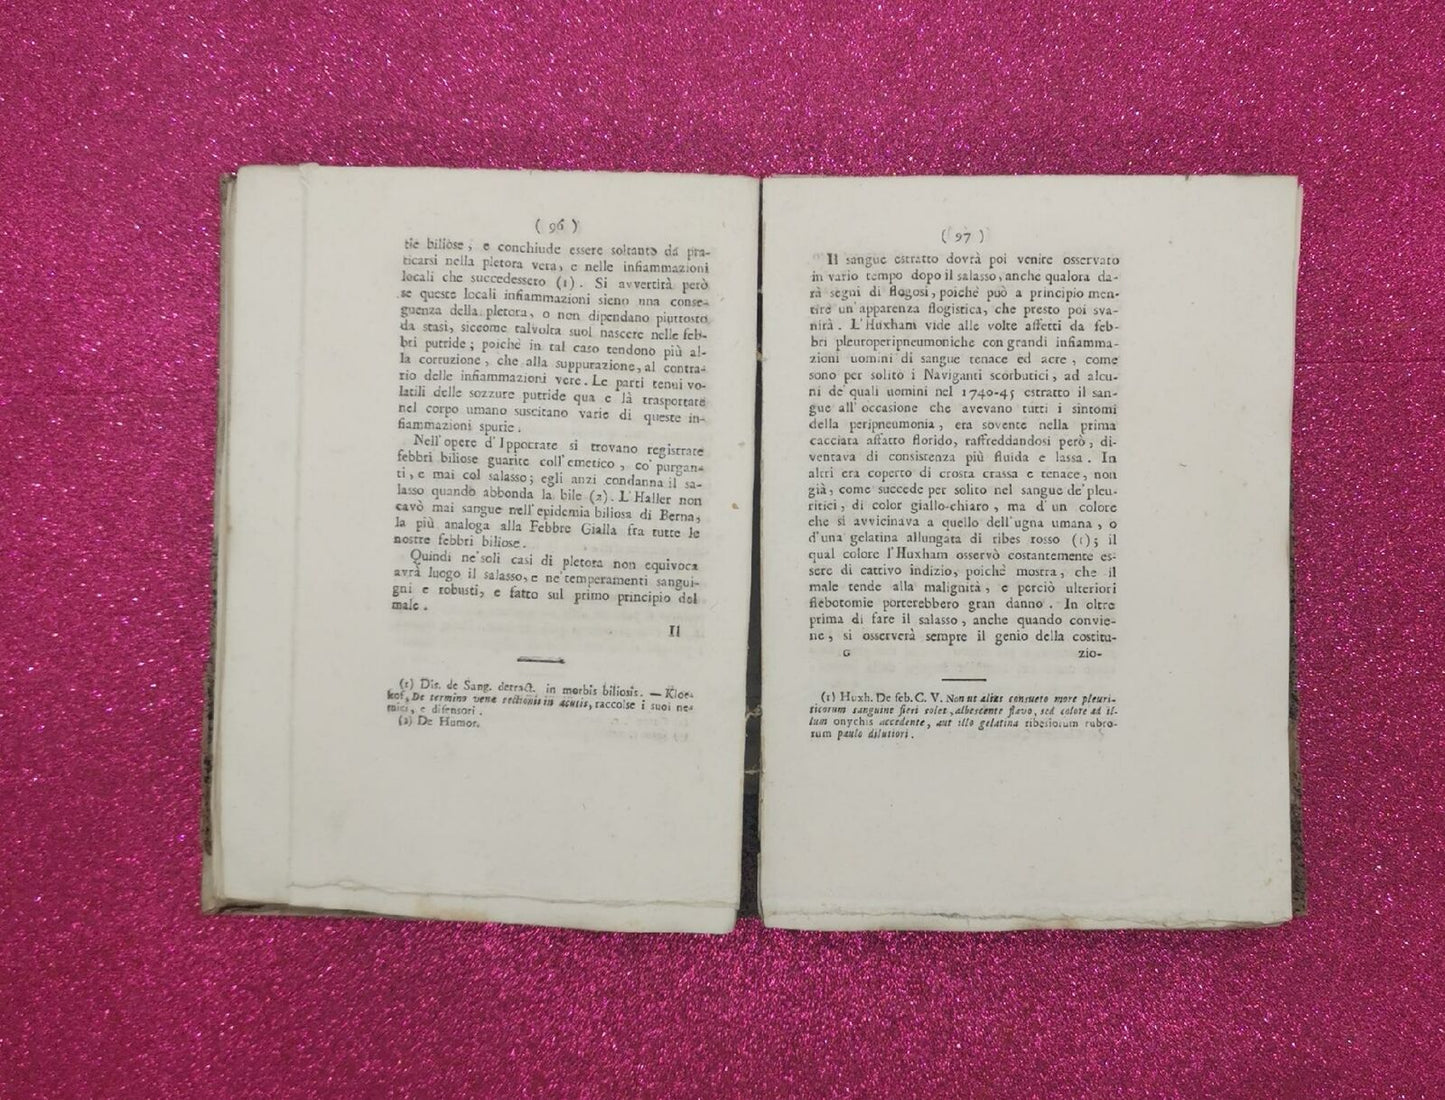 ( 96 )
tie biliose, e conchiude essere soltanto da pra-
ticarsi nella pletora vera, e nelle infiammazioni
locali che succedessero (1). Si avvertirà però
se queste locali infiammazioni sieno una conse-
guenza della pletora, o non dipendano piuttosto
da stasi, siccome talvolta suol nascere nelle feb-
bri putride; poichè in tal caso tendono più al-
la corruzione, che alla suppurazione, al contra-
rio delle infiammazioni vere. Le parti tenui vo-
latili delle sozzure putride qua e là trasportate
nel corpo umano suscitano varie di queste in-
fiammazioni spurie.
Nell'opere d'Ippocrate si trovano registrate
febbri biliose guarite coll'emetico, co' purgan-
ti, e mai col salasso; egli anzi condanna il sa-
lasso quando abbonda la bile (2). L'Haller non
cavò mai sangue nell'epidemia biliosa di Berna,
la più analoga alla Febbre Gialla fra tutte le
nostre febbri biliose.
Quindi ne' soli casi di pletora non equivoca
avrà luogo il salasso, e ne' temperamenti sangui-
gni e robusti, e fatto sul primo principio del
male.
Il
(1) Dis. de Sang. detract. in morbis biliosis. — Kloe-
kof, De termino venæ sectionis in acutis, raccolse i suoi ne-
mici, e difensori.
(2) De Humor.
( 97 )
Il sangue estratto dovrà poi venire osservato
in vario tempo dopo il salasso, anche qualora da-
rà segni di flogosi, poichè può a principio men-
tire un' apparenza flogistica, che presto poi sva-
nirà. L'Huxham vide alle volte affetti da feb-
bri pleuroperipneumoniche con grandi infiamma-
zioni uomini di sangue tenace ed acre, come
sono per solito i Naviganti scorbutici, ad alcu-
ni de' quali uomini nel 1740-45 estratto il san-
gue all' occasione che avevano tutti i sintomi
della peripneumonia, era sovente nella prima
cacciata affatto florido, raffreddandosi però, di-
ventava di consistenza più fluida e lassa. In
altri era coperto di crosta crassa e tenace, non
già, come succede per solito nel sangue de' pleu-
ritici, di color giallo-chiaro, ma d' un colore
che si avvicinava a quello dell'ugna umana, o
d'una gelatina allungata di ribes rosso (1); il
qual colore l'Huxham osservò costantemente es-
sere di cattivo indizio, poichè mostra, che il
male tende alla malignità, e perciò ulteriori
flebotomie porterebbero gran danno. In oltre
prima di fare il salasso, anche quando convie-
ne, si osserverà sempre il genio della costitu-
G zio-
(1) Huxh. De feb. C. V. Non ut alias consueto more pleuri-
ticorum sanguine fieri solet, albescente flavo, sed colore ad il-
lum onychis accedente, aut illo gelatinæ ribesiorum rubro-
rum paulo dilutiori.